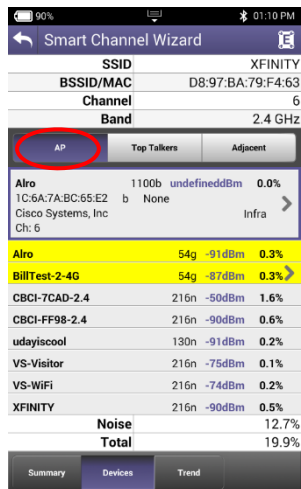 90% 01:10 PM
Smart Channel Wizard E
SSID XFINITY
BSSID/MAC D8:97:BA:79:F4:63
Channel 6
Band 2.4 GHz
AP Top Talkers Adjacent
Alro 1100b undefineddBm 0.0%
1C:6A:7A:BC:65:E2 b None
Cisco Systems, Inc Infra
Ch: 6
Alro 54g -91dBm 0.3%
BillTest-2-4G 54g -87dBm 0.3%
CBCI-7CAD-2.4 216n -50dBm 1.6%
CBCI-FF98-2.4 216n -90dBm 0.6%
udayiscool 130n -91dBm 0.2%
VS-Visitor 216n -75dBm 0.1%
VS-WiFi 216n -74dBm 0.2%
XFINITY 216n -90dBm 0.5%
Noise 12.7%
Total 19.9%
Summary Devices Trend